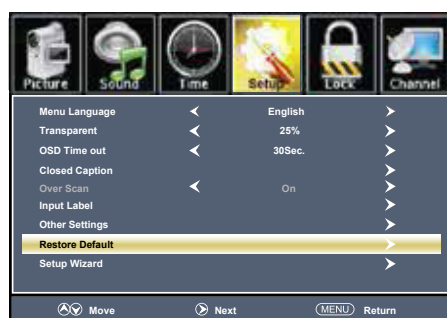 Picture Sound Time Setup Lock Channel
Menu Language English
Transparent 25%
OSD Time out 30Sec.
Closed Caption
Over Scan On
Input Label
Other Settings
Restore Default
Setup Wizard
Move Next MENU Return